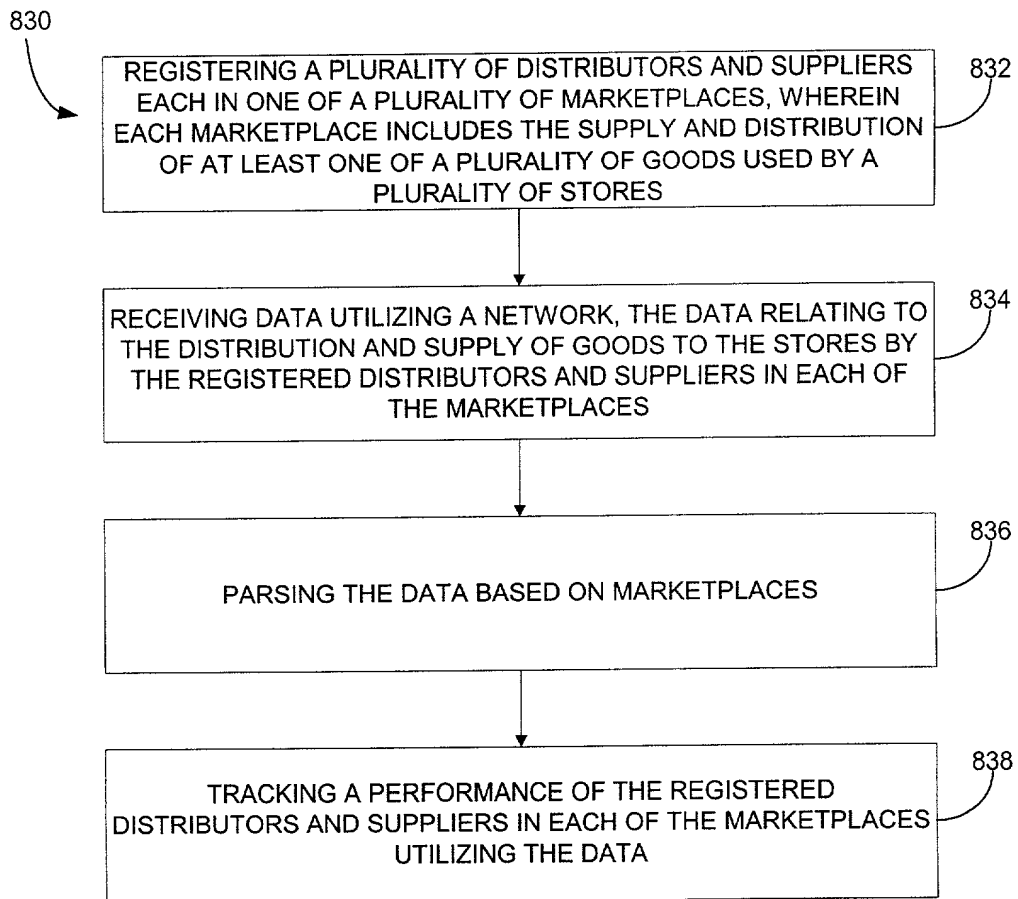 830
REGISTERING A PLURALITY OF DISTRIBUTORS AND SUPPLIERS
EACH IN ONE OF A PLURALITY OF MARKETPLACES, WHEREIN
EACH MARKETPLACE INCLUDES THE SUPPLY AND DISTRIBUTION
OF AT LEAST ONE OF A PLURALITY OF GOODS USED BY A
PLURALITY OF STORES
832
RECEIVING DATA UTILIZING A NETWORK, THE DATA RELATING TO
THE DISTRIBUTION AND SUPPLY OF GOODS TO THE STORES BY
THE REGISTERED DISTRIBUTORS AND SUPPLIERS IN EACH OF
THE MARKETPLACES
834
PARSING THE DATA BASED ON MARKETPLACES
836
TRACKING A PERFORMANCE OF THE REGISTERED
DISTRIBUTORS AND SUPPLIERS IN EACH OF THE MARKETPLACES
UTILIZING THE DATA
838